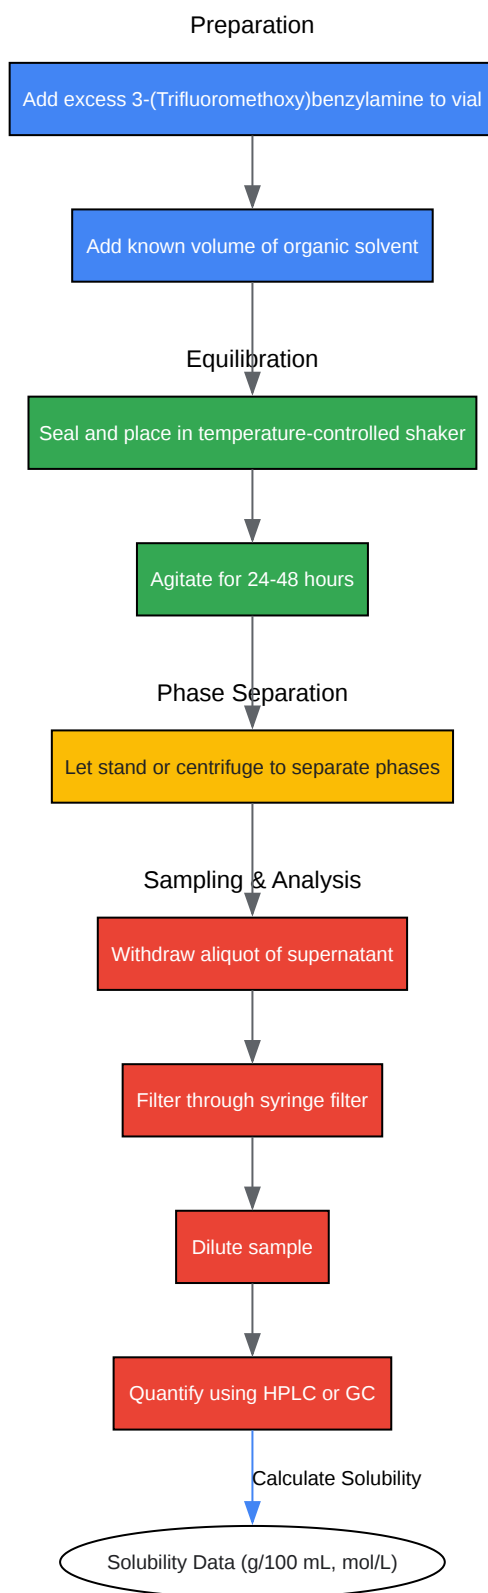 Preparation
Add excess 3-(Trifluoromethoxy)benzylamine to vial
Add known volume of organic solvent
Equilibration
Seal and place in temperature-controlled shaker
Agitate for 24-48 hours
Phase Separation
Let stand or centrifuge to separate phases
Sampling & Analysis
Withdraw aliquot of supernatant
Filter through syringe filter
Dilute sample
Quantify using HPLC or GC
Calculate Solubility
Solubility Data (g/100 mL, mol/L)